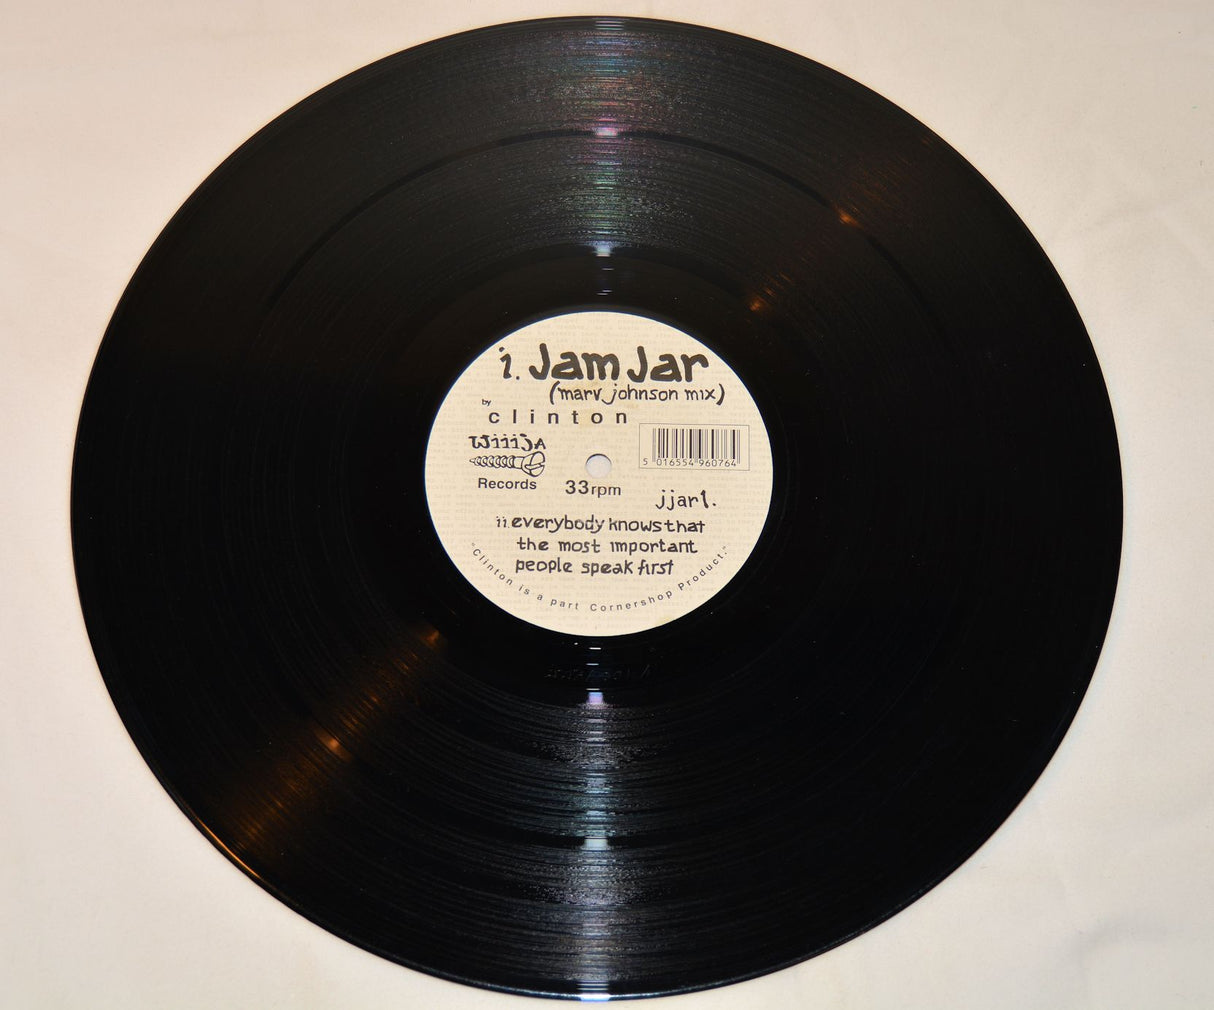 i. Jam Jar
(marv johnson mix)
by
clinton
WiiiJA
Records
33rpm
5 016554 960764
jjar1.
ii. everybody knows that
the most important
people speak first
"Clinton is a part Cornershop Product."